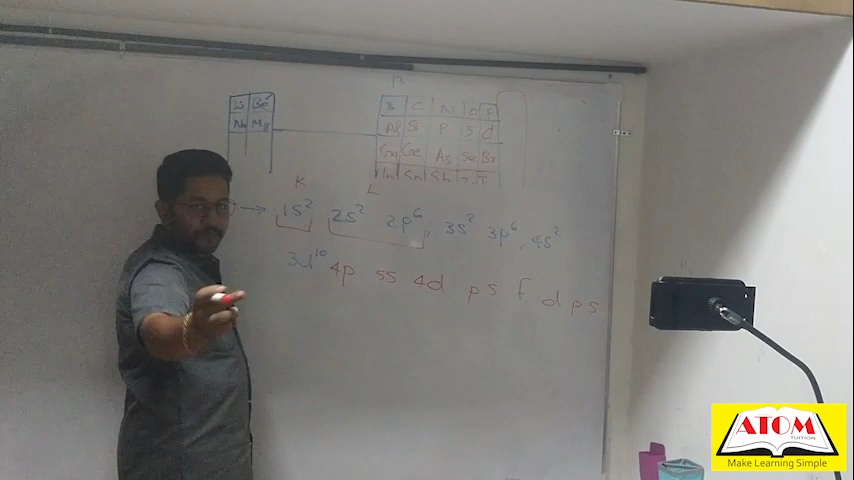 B
Li Be
B C N O F
Na Mg
Al Si P S Cl
Ga Ge As Se Br
In Sn Sb I
K
L
1s² 2s² 2p⁶, 3s² 3p⁶, 4s²
3d¹⁰ 4p 5s 4d p s f d p s
ATOM
TUITION
Make Learning Simple